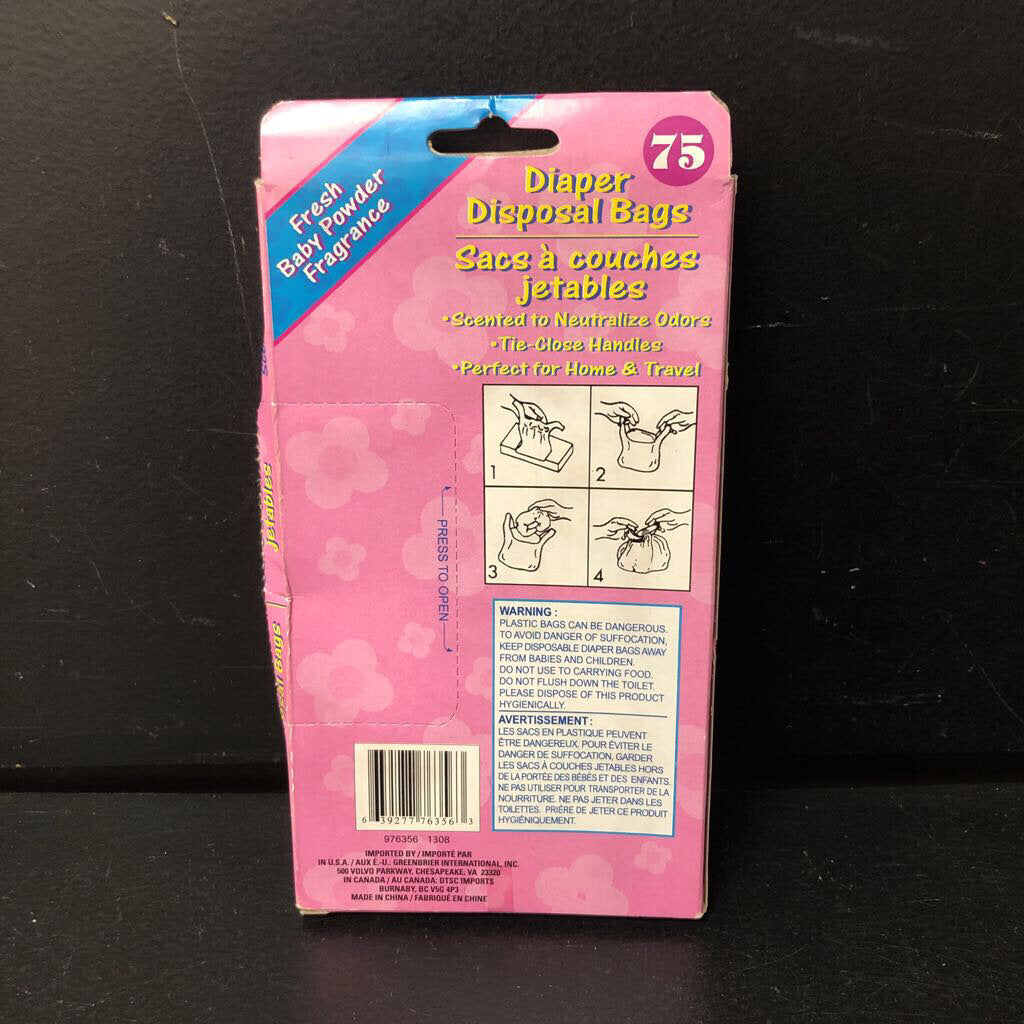 Fresh
Baby Powder
Fragrance
75
Diaper
Disposal Bags
Sacs à couches
jetables
•Scented to Neutralize Odors
•Tie-Close Handles
•Perfect for Home & Travel
1
2
3
4
PRESS TO OPEN
jetables
Bags
WARNING :
PLASTIC BAGS CAN BE DANGEROUS.
TO AVOID DANGER OF SUFFOCATION,
KEEP DISPOSABLE DIAPER BAGS AWAY
FROM BABIES AND CHILDREN.
DO NOT USE TO CARRYING FOOD.
DO NOT FLUSH DOWN THE TOILET.
PLEASE DISPOSE OF THIS PRODUCT
HYGIENICALLY.
AVERTISSEMENT :
LES SACS EN PLASTIQUE PEUVENT
ÊTRE DANGEREUX. POUR ÉVITER LE
DANGER DE SUFFOCATION, GARDER
LES SACS À COUCHES JETABLES HORS
DE LA PORTÉE DES BÉBÉS ET DES ENFANTS.
NE PAS UTILISER POUR TRANSPORTER DE LA
NOURRITURE. NE PAS JETER DANS LES
TOILETTES. PRIÈRE DE JETER CE PRODUIT
HYGIÉNIQUEMENT.
6 39277 76356 3
976356 1308
IMPORTED BY / IMPORTÉ PAR
IN U.S.A. / AUX É.-U.: GREENBRIER INTERNATIONAL, INC.
500 VOLVO PARKWAY, CHESAPEAKE, VA 23320
IN CANADA / AU CANADA: DTSC IMPORTS
BURNABY, BC V5G 4P3
MADE IN CHINA / FABRIQUÉ EN CHINE